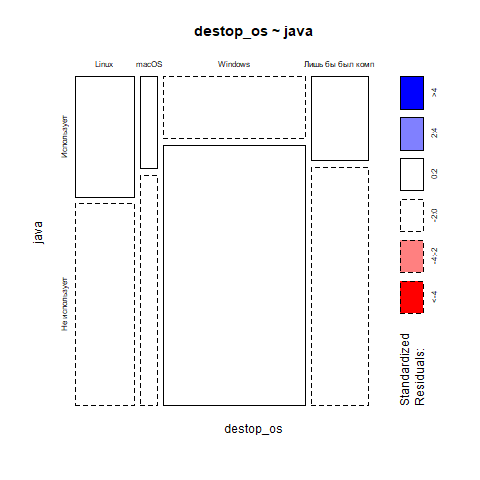 destop_os ~ java
Linux
macOS
Windows
Лишь бы был комп
Использует
Не использует
java
destop_os
>4
2:4
0:2
-2:0
-4:-2
<-4
Standardized
Residuals: